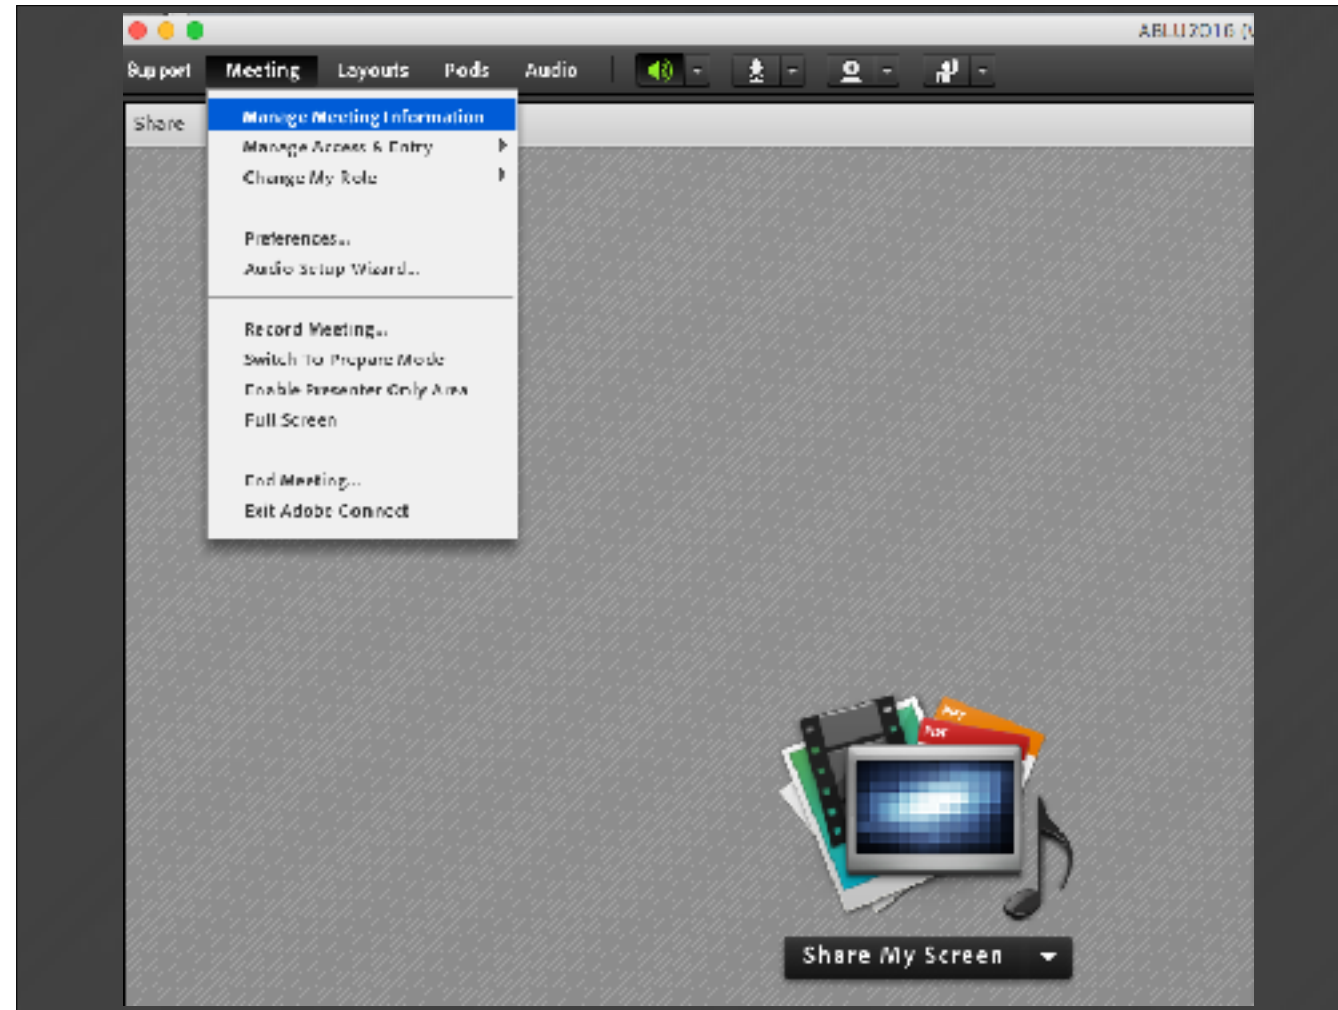 ABLU2016 (
Support Meeting Layouts Pods Audio
Share
Manage Meeting Information
Manage Access & Entry
Change My Role
Preferences...
Audio Setup Wizard...
Record Meeting...
Switch To Prepare Mode
Enable Presenter Only Area
Full Screen
End Meeting...
Exit Adobe Connect
PDF
Share My Screen